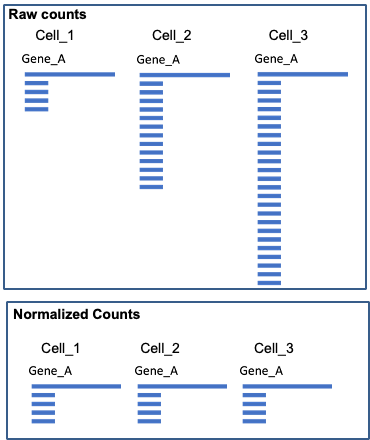 Raw counts
Cell_1 Cell_2 Cell_3
Gene_A Gene_A Gene_A
Normalized Counts
Cell_1 Cell_2 Cell_3
Gene_A Gene_A Gene_A